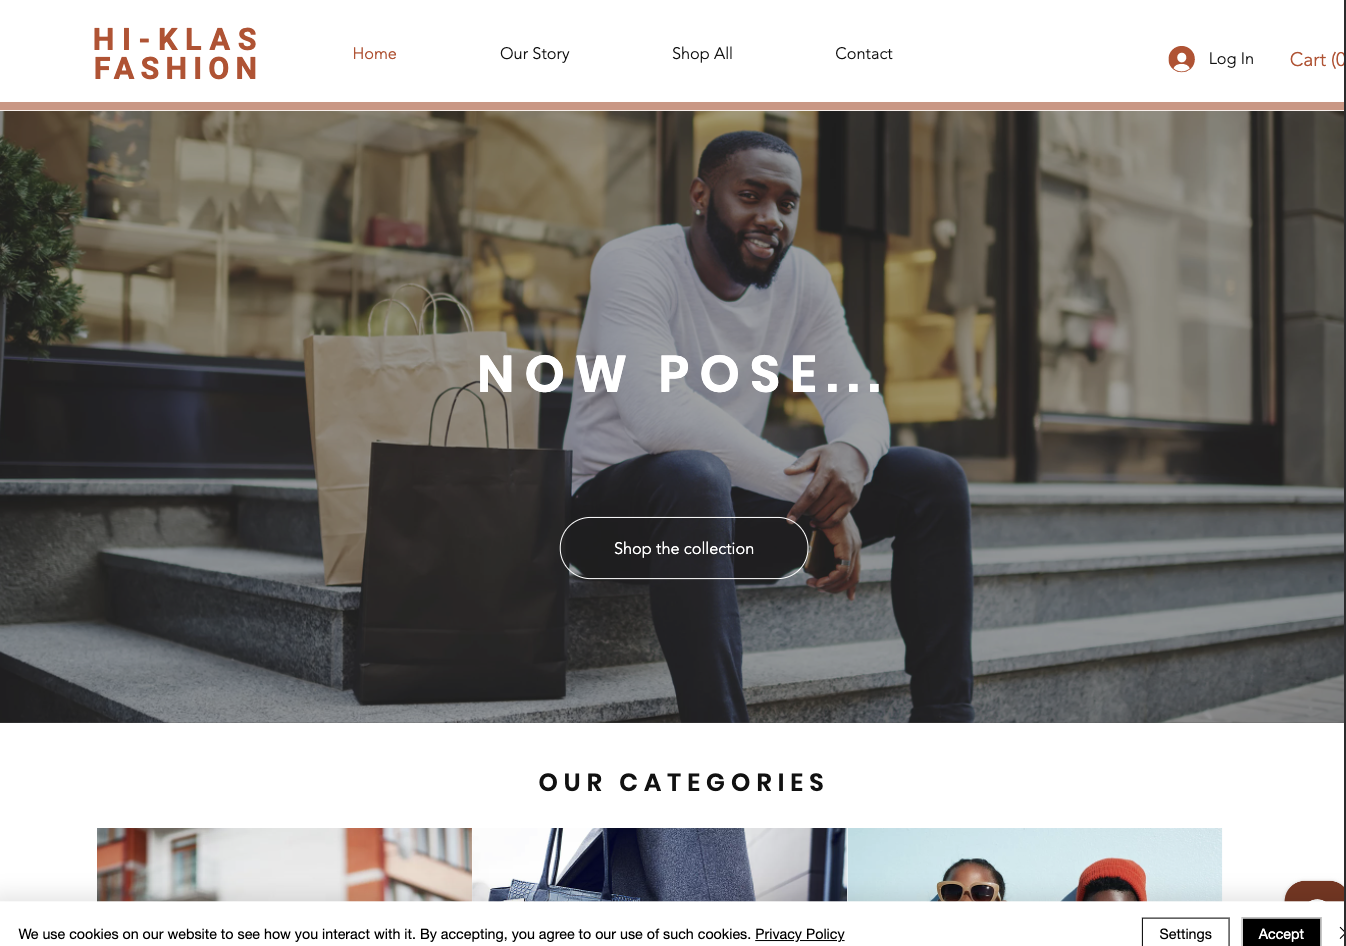 HI-KLAS
FASHION
Home
Our Story
Shop All
Contact
Log In
Cart (0
NOW POSE...
Shop the collection
OUR CATEGORIES
We use cookies on our website to see how you interact with it. By accepting, you agree to our use of such cookies. Privacy Policy
Settings
Accept